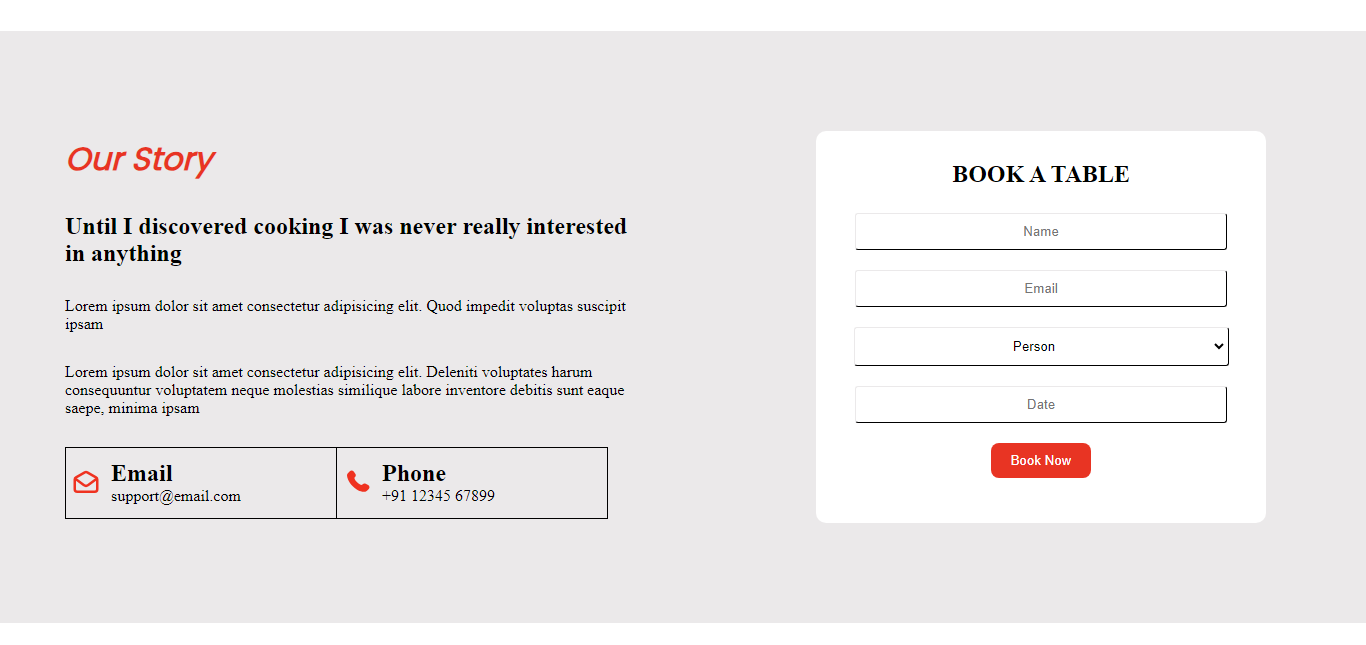 Our Story
Until I discovered cooking I was never really interested
in anything
Lorem ipsum dolor sit amet consectetur adipisicing elit. Quod impedit voluptas suscipit
ipsam
Lorem ipsum dolor sit amet consectetur adipisicing elit. Deleniti voluptates harum
consequuntur voluptatem neque molestias similique labore inventore debitis sunt eaque
saepe, minima ipsam
Email
support@email.com
Phone
+91 12345 67899
BOOK A TABLE
Name
Email
Person
Date
Book Now